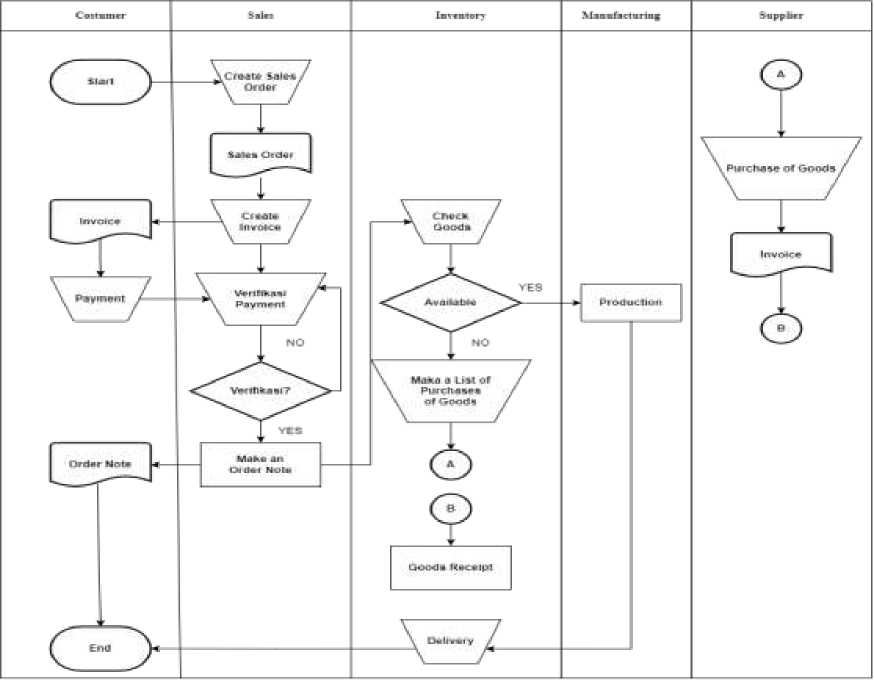 Costumer
Sales
Inventory
Manufacturing
Supplier
Start
Create Sales
Order
Sales Order
Create
Invoice
Invoice
Payment
Verifikasi
Payment
NO
Verifikasi?
YES
Make an
Order Note
Order Note
End
Check
Goods
Available
YES
NO
Maka a List of
Purchases
of Goods
A
B
Goods Receipt
Delivery
Production
A
Purchase of Goods
Invoice
B